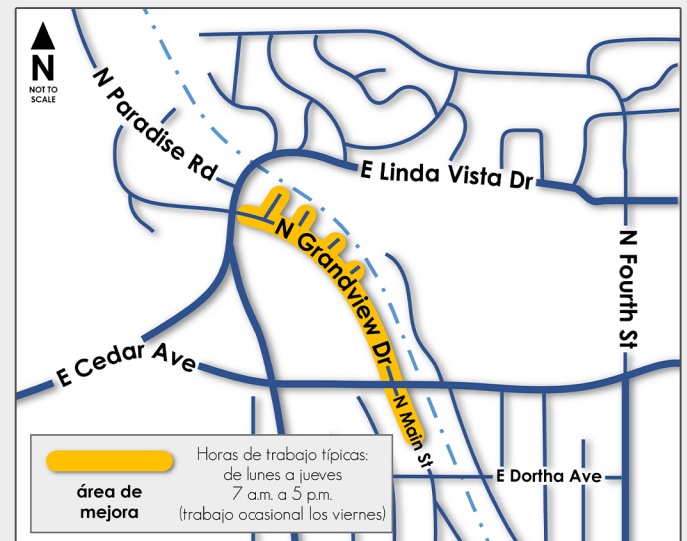 N
NOT TO
SCALE
N Paradise Rd
E Linda Vista Dr
N Grandview Dr
N Fourth St
E Cedar Ave
N Main St
E Dortha Ave
área de
mejora
Horas de trabajo típicas:
de lunes a jueves
7 a.m. a 5 p.m.
(trabajo ocasional los viernes)